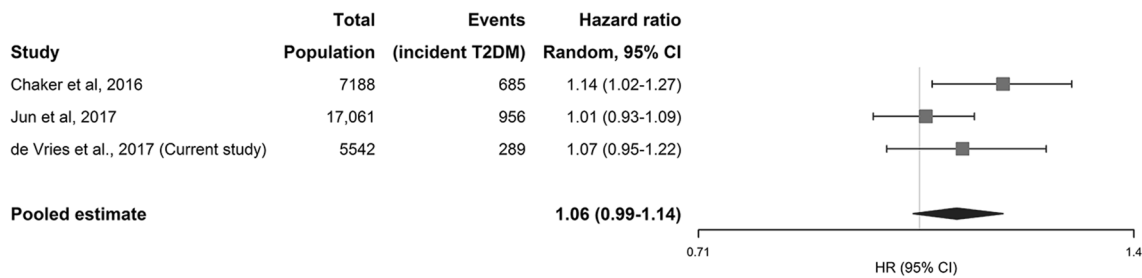 Total Events Hazard ratio
Study Population (incident T2DM) Random, 95% CI
Chaker et al, 2016 7188 685 1.14 (1.02-1.27)
Jun et al, 2017 17,061 956 1.01 (0.93-1.09)
de Vries et al., 2017 (Current study) 5542 289 1.07 (0.95-1.22)
Pooled estimate 1.06 (0.99-1.14)
0.71 1.4
HR (95% CI)